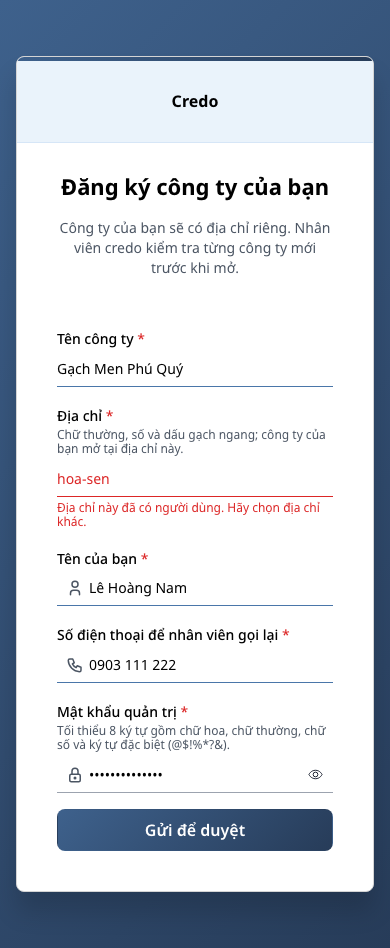 Credo
Đăng ký công ty của bạn
Công ty của bạn sẽ có địa chỉ riêng. Nhân
viên credo kiểm tra từng công ty mới
trước khi mở.
Tên công ty *
Gạch Men Phú Quý
Địa chỉ *
Chữ thường, số và dấu gạch ngang; công ty của
bạn mở tại địa chỉ này.
hoa-sen
Địa chỉ này đã có người dùng. Hãy chọn địa chỉ
khác.
Tên của bạn *
Lê Hoàng Nam
Số điện thoại để nhân viên gọi lại *
0903 111 222
Mật khẩu quản trị *
Tối thiểu 8 ký tự gồm chữ hoa, chữ thường, chữ
số và ký tự đặc biệt (@$!%*?&).
••••••••••••••
Gửi để duyệt